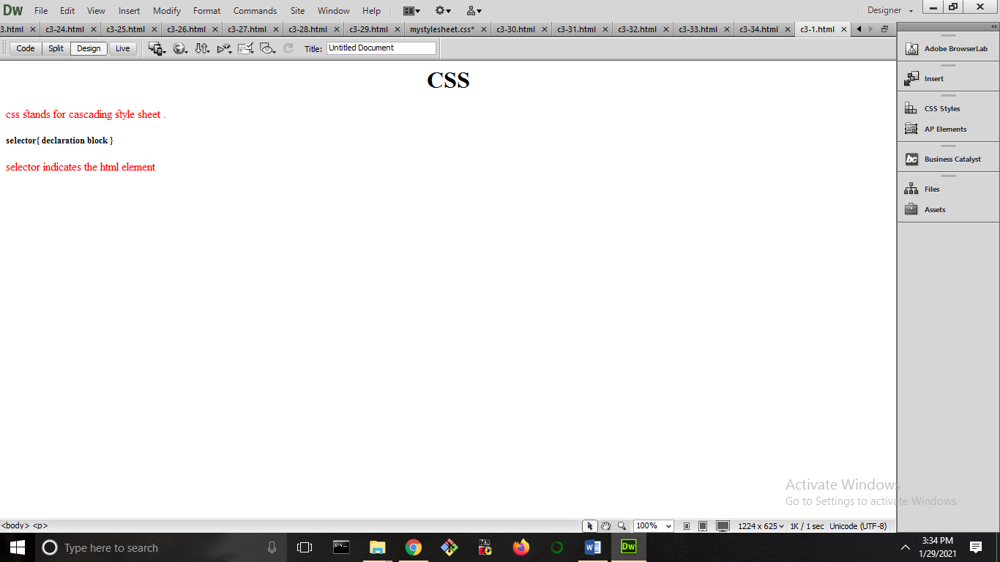 Dw File Edit View Insert Modify Format Commands Site Window Help Designer
3.html c3-24.html c3-25.html c3-26.html c3-27.html c3-28.html c3-29.html mystylesheet.css* c3-30.html c3-31.html c3-32.html c3-33.html c3-34.html c3-1.html
Code Split Design Live Title: Untitled Document
CSS
css stands for cascading style sheet .
selector{ declaration block }
selector indicates the html element
Adobe BrowserLab
Insert
CSS Styles
AP Elements
bc Business Catalyst
Files
Assets
Activate Windows
Go to Settings to activate Windows.
<body> <p> 100% 1224 x 625 1K / 1 sec Unicode (UTF-8)
Type here to search
Dw
3:34 PM
1/29/2021